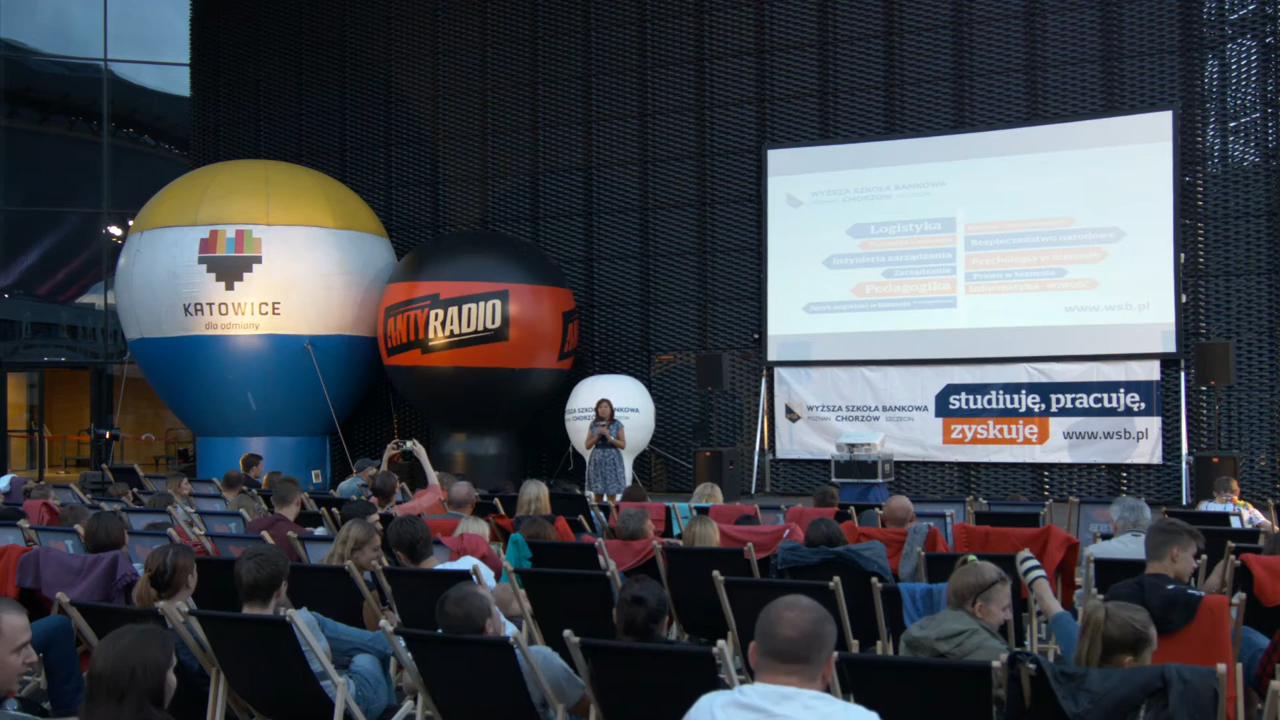 KATOWICE
dla odmiany
ANTYRADIO
AN
WYŻSZA SZKOŁA BANKOWA
CHORZÓW
Logistyka
Inżynieria zarządzania
Zarządzanie
Pedagogika
Bezpieczeństwo narodowe
Psychologia w biznesie
Prawo w biznesie
www.wsb.pl
WYŻSZA SZKOŁA BANKOWA
POZNAŃ CHORZÓW SZCZECIN
studiuję, pracuję,
zyskuję
www.wsb.pl